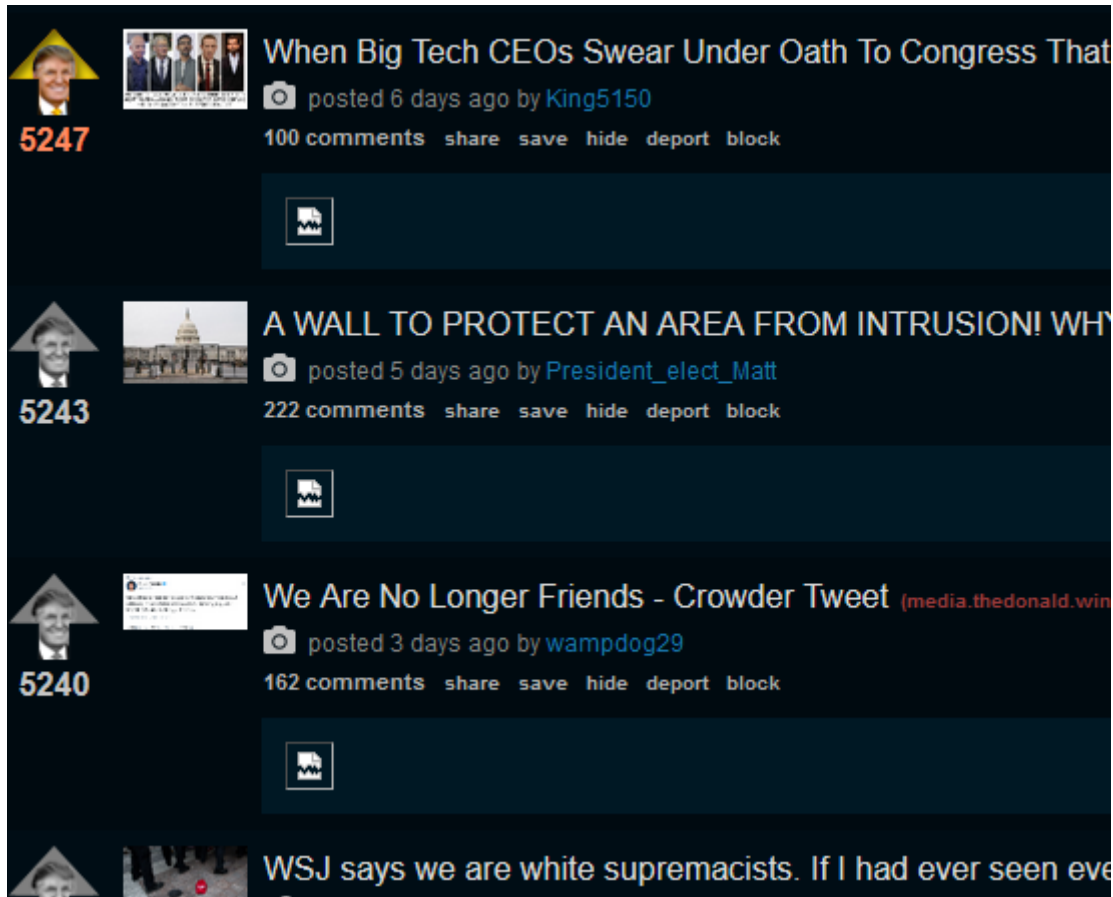 When Big Tech CEOs Swear Under Oath To Congress That
posted 6 days ago by King5150
5247
100 comments share save hide deport block
A WALL TO PROTECT AN AREA FROM INTRUSION! WHY
posted 5 days ago by President_elect_Matt
5243
222 comments share save hide deport block
We Are No Longer Friends - Crowder Tweet (media.thedonald.win
posted 3 days ago by wampdog29
5240
162 comments share save hide deport block
WSJ says we are white supremacists. If I had ever seen eve